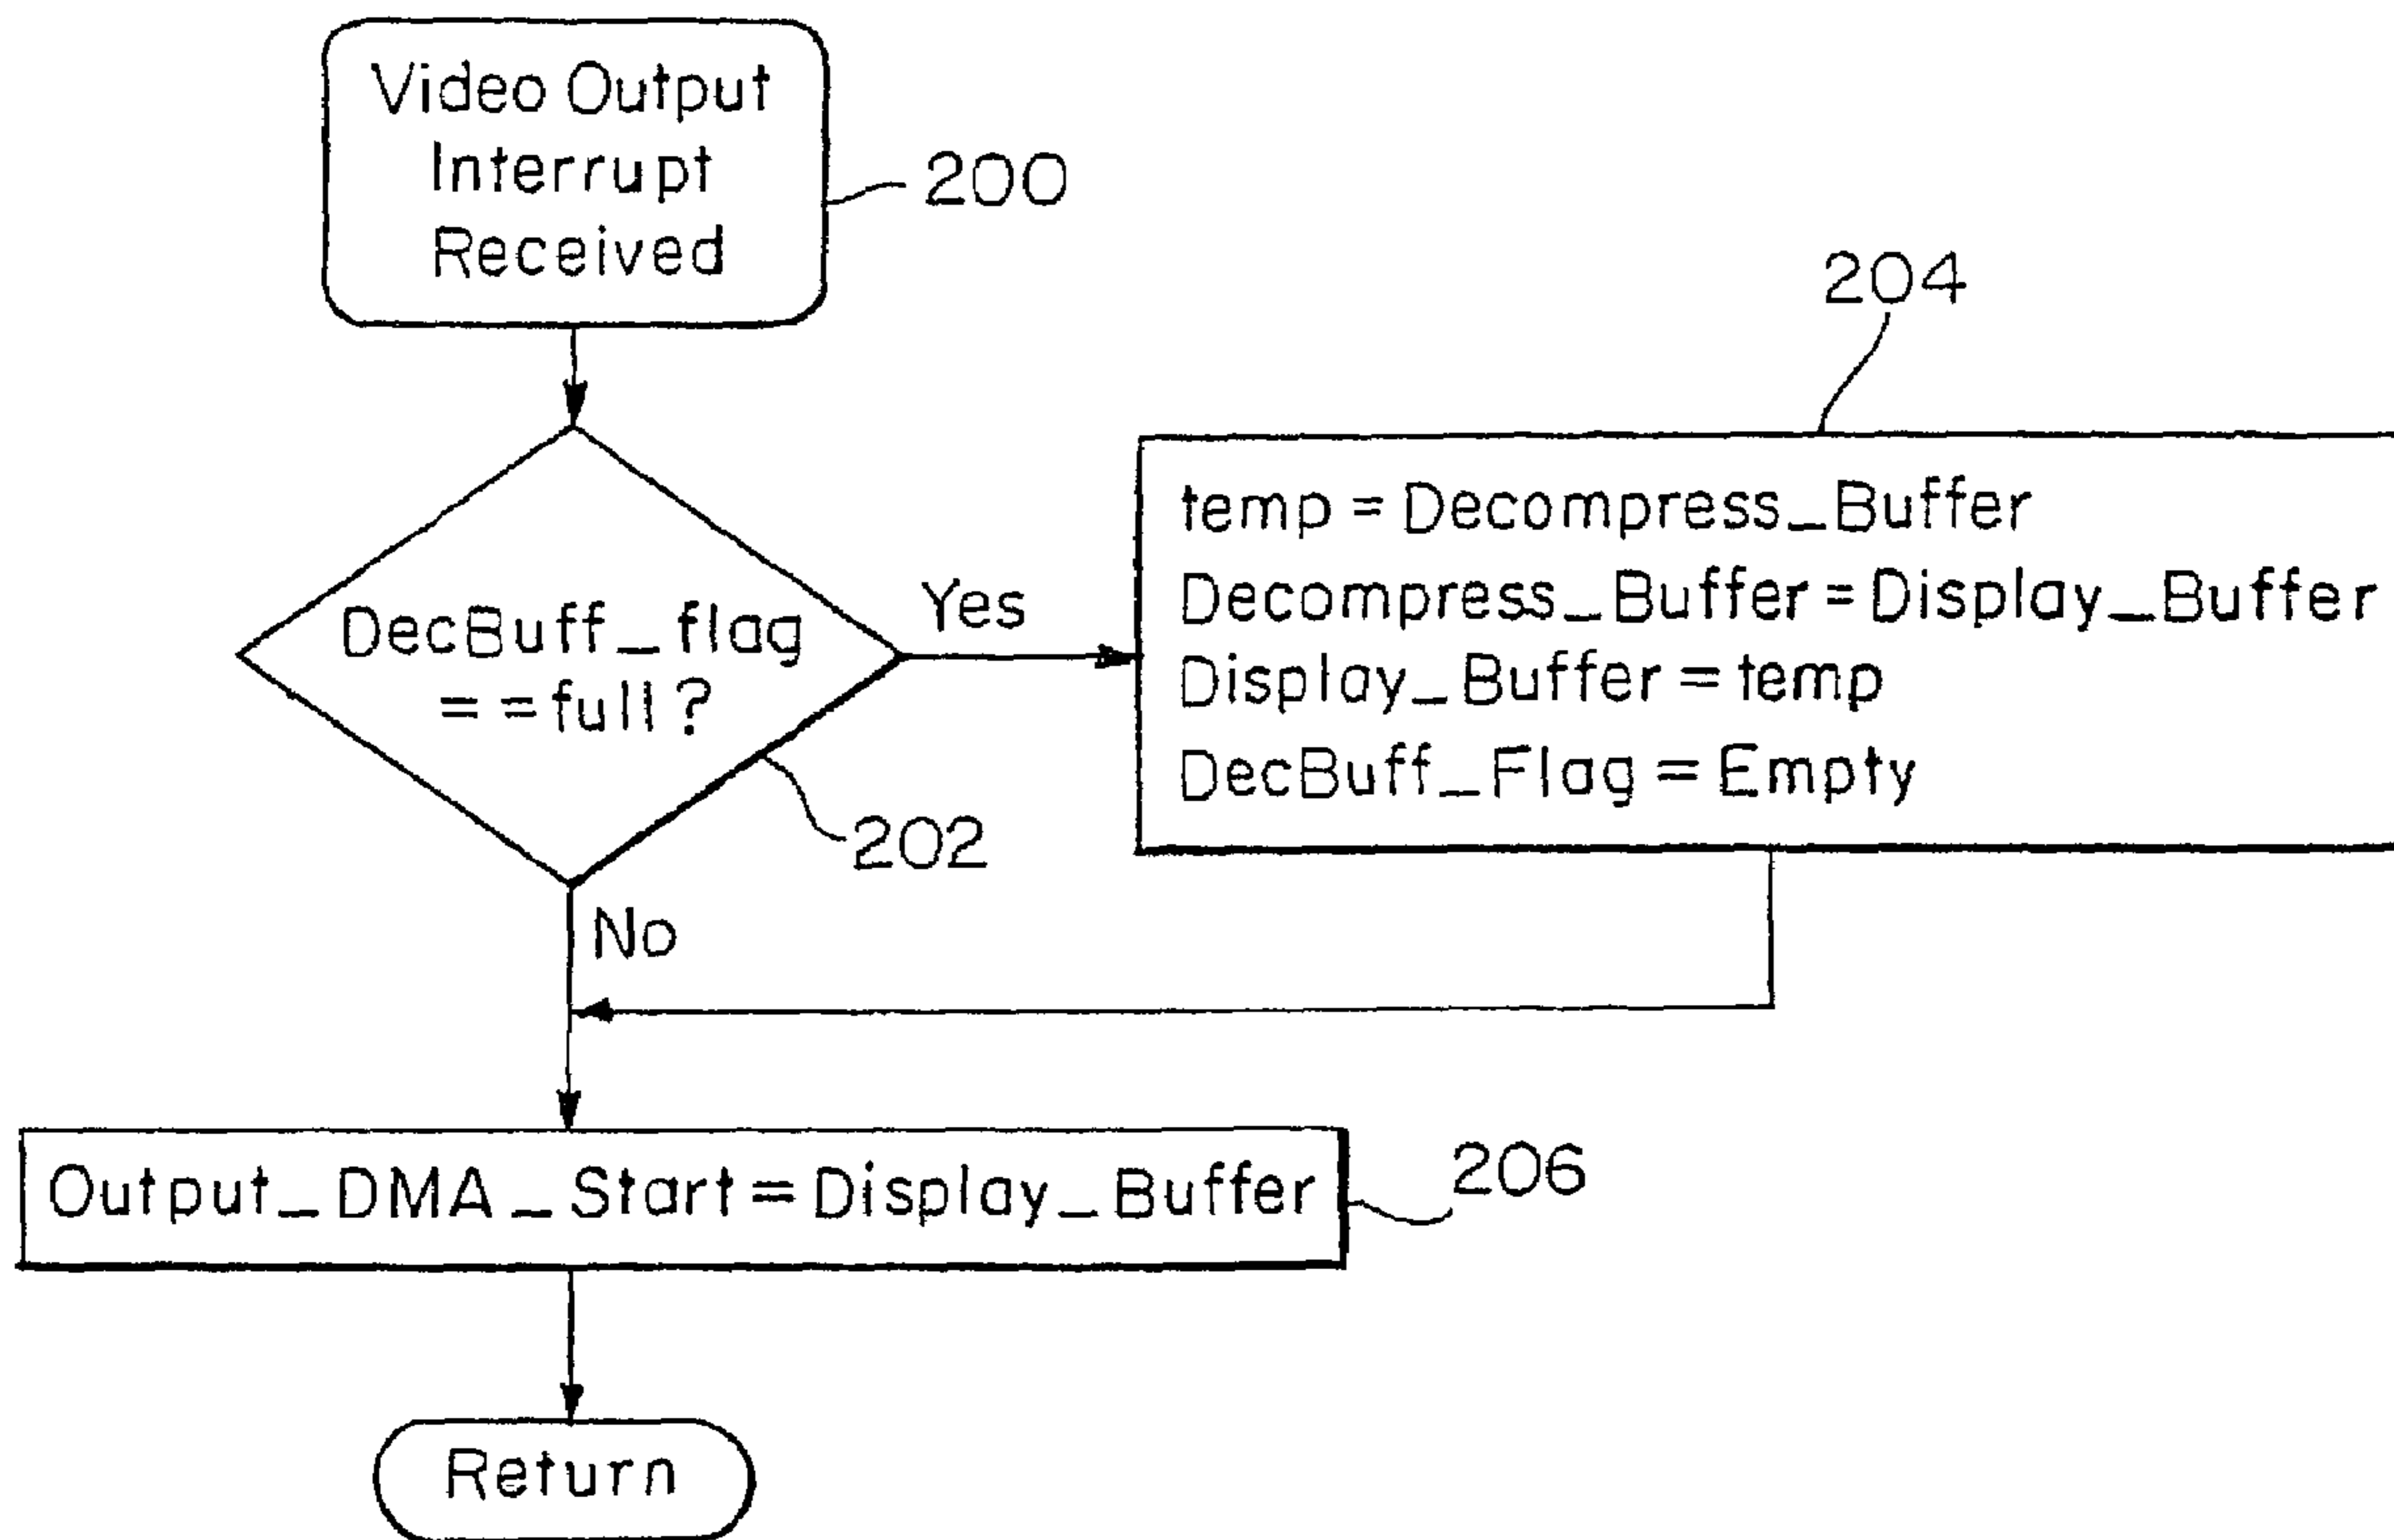 Video Output
Interrupt
Received
200
204
temp = Decompress_Buffer
Decompress_Buffer = Display_Buffer
Display_Buffer = temp
DecBuff_Flag = Empty
DecBuff_flag
==full?
Yes
202
No
Output_DMA_Start = Display_Buffer
206
Return